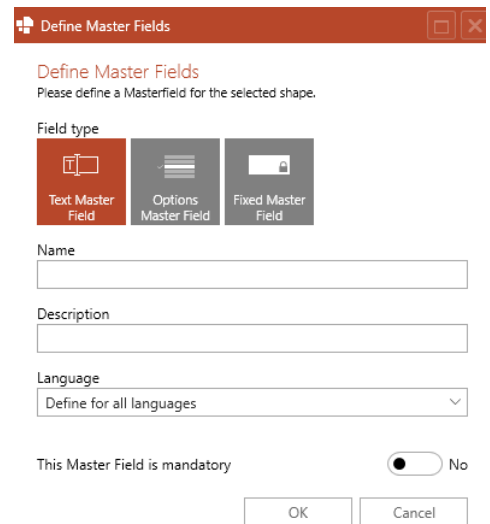 Define Master Fields
Define Master Fields
Please define a Masterfield for the selected shape.
Field type
Text Master
Field
Options
Master Field
Fixed Master
Field
Name
Description
Language
Define for all languages
This Master Field is mandatory
No
OK
Cancel